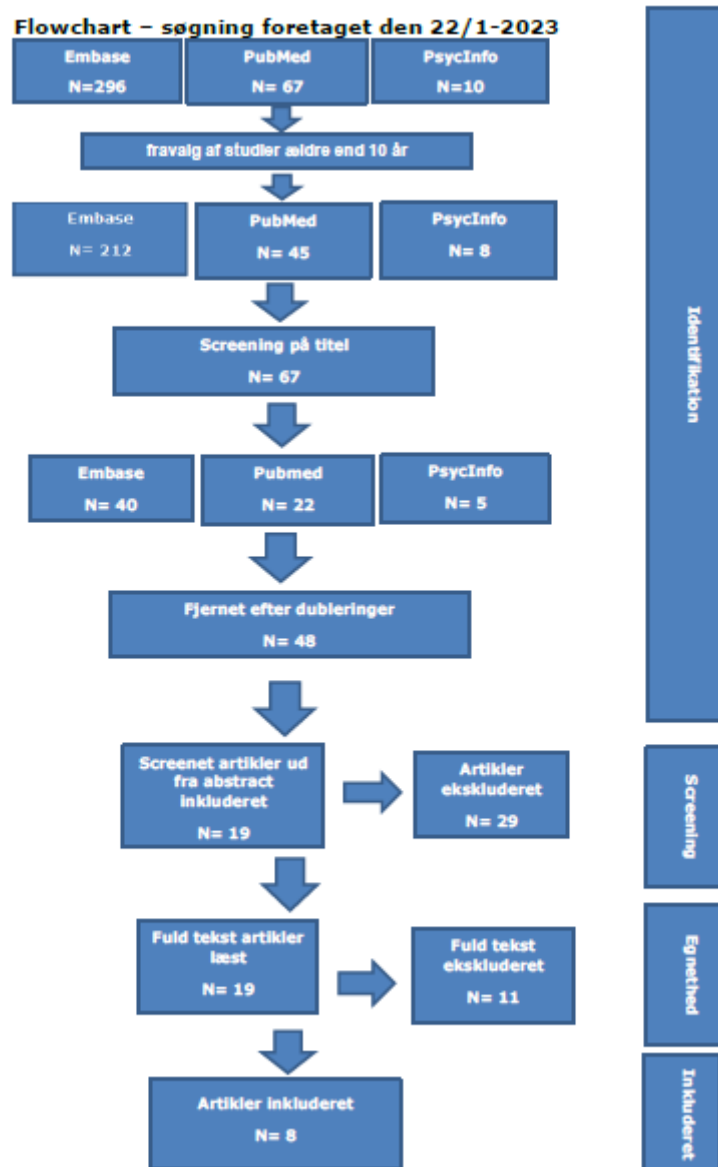 Flowchart – søgning foretaget den 22/1-2023
Embase
N=296
PubMed
N= 67
PsycInfo
N=10
fravalg af studier ældre end 10 år
Embase
N= 212
PubMed
N= 45
PsycInfo
N= 8
Screening på titel
N= 67
Embase
N= 40
Pubmed
N= 22
PsycInfo
N= 5
Fjernet efter dubleringer
N= 48
Screenet artikler ud
fra abstract
inkluderet
N= 19
Artikler
ekskluderet
N= 29
Fuld tekst artikler
læst
N= 19
Fuld tekst
ekskluderet
N= 11
Artikler inkluderet
N= 8
Identifikation
Screening
Egnethed
Inkluderet